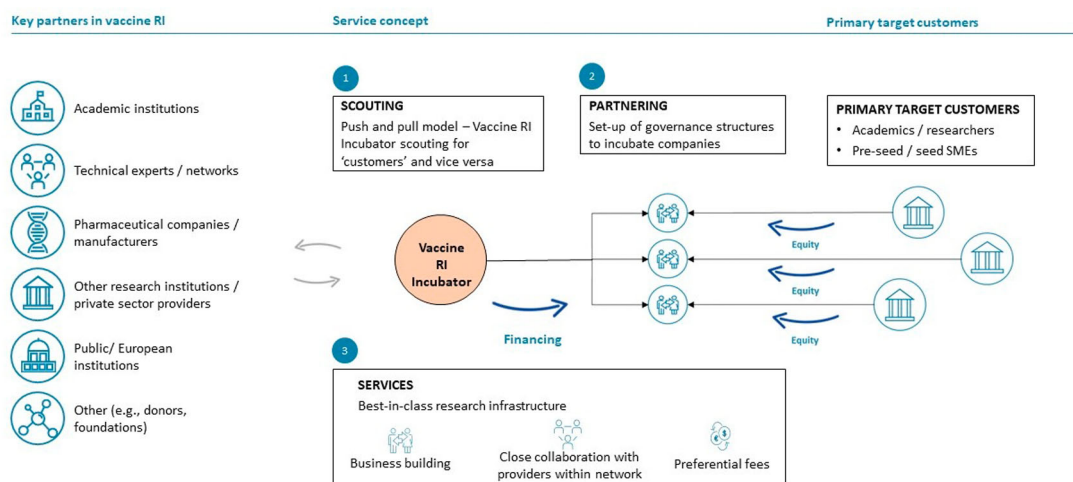 Key partners in vaccine RI
Service concept
Primary target customers
Academic institutions
Technical experts / networks
Pharmaceutical companies /
manufacturers
Other research institutions /
private sector providers
Public/ European
institutions
Other (e.g., donors,
foundations)
1
SCOUTING
Push and pull model – Vaccine RI
Incubator scouting for
‘customers’ and vice versa
2
PARTNERING
Set-up of governance structures
to incubate companies
PRIMARY TARGET CUSTOMERS
• Academics / researchers
• Pre-seed / seed SMEs
Vaccine
RI
Incubator
Financing
Equity
Equity
Equity
3
SERVICES
Best-in-class research infrastructure
Business building
Close collaboration with
providers within network
Preferential fees